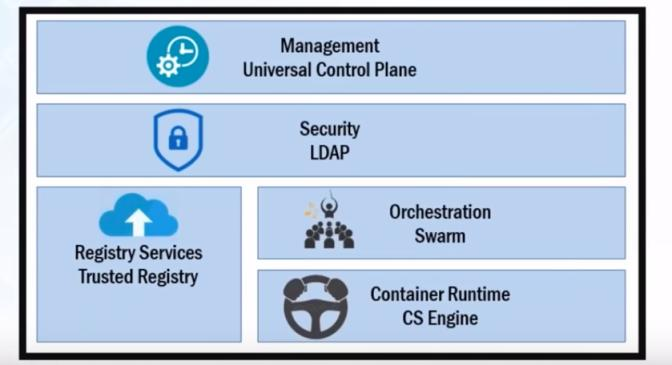 Management
Universal Control Plane
Security
LDAP
Registry Services
Trusted Registry
Orchestration
Swarm
Container Runtime
CS Engine